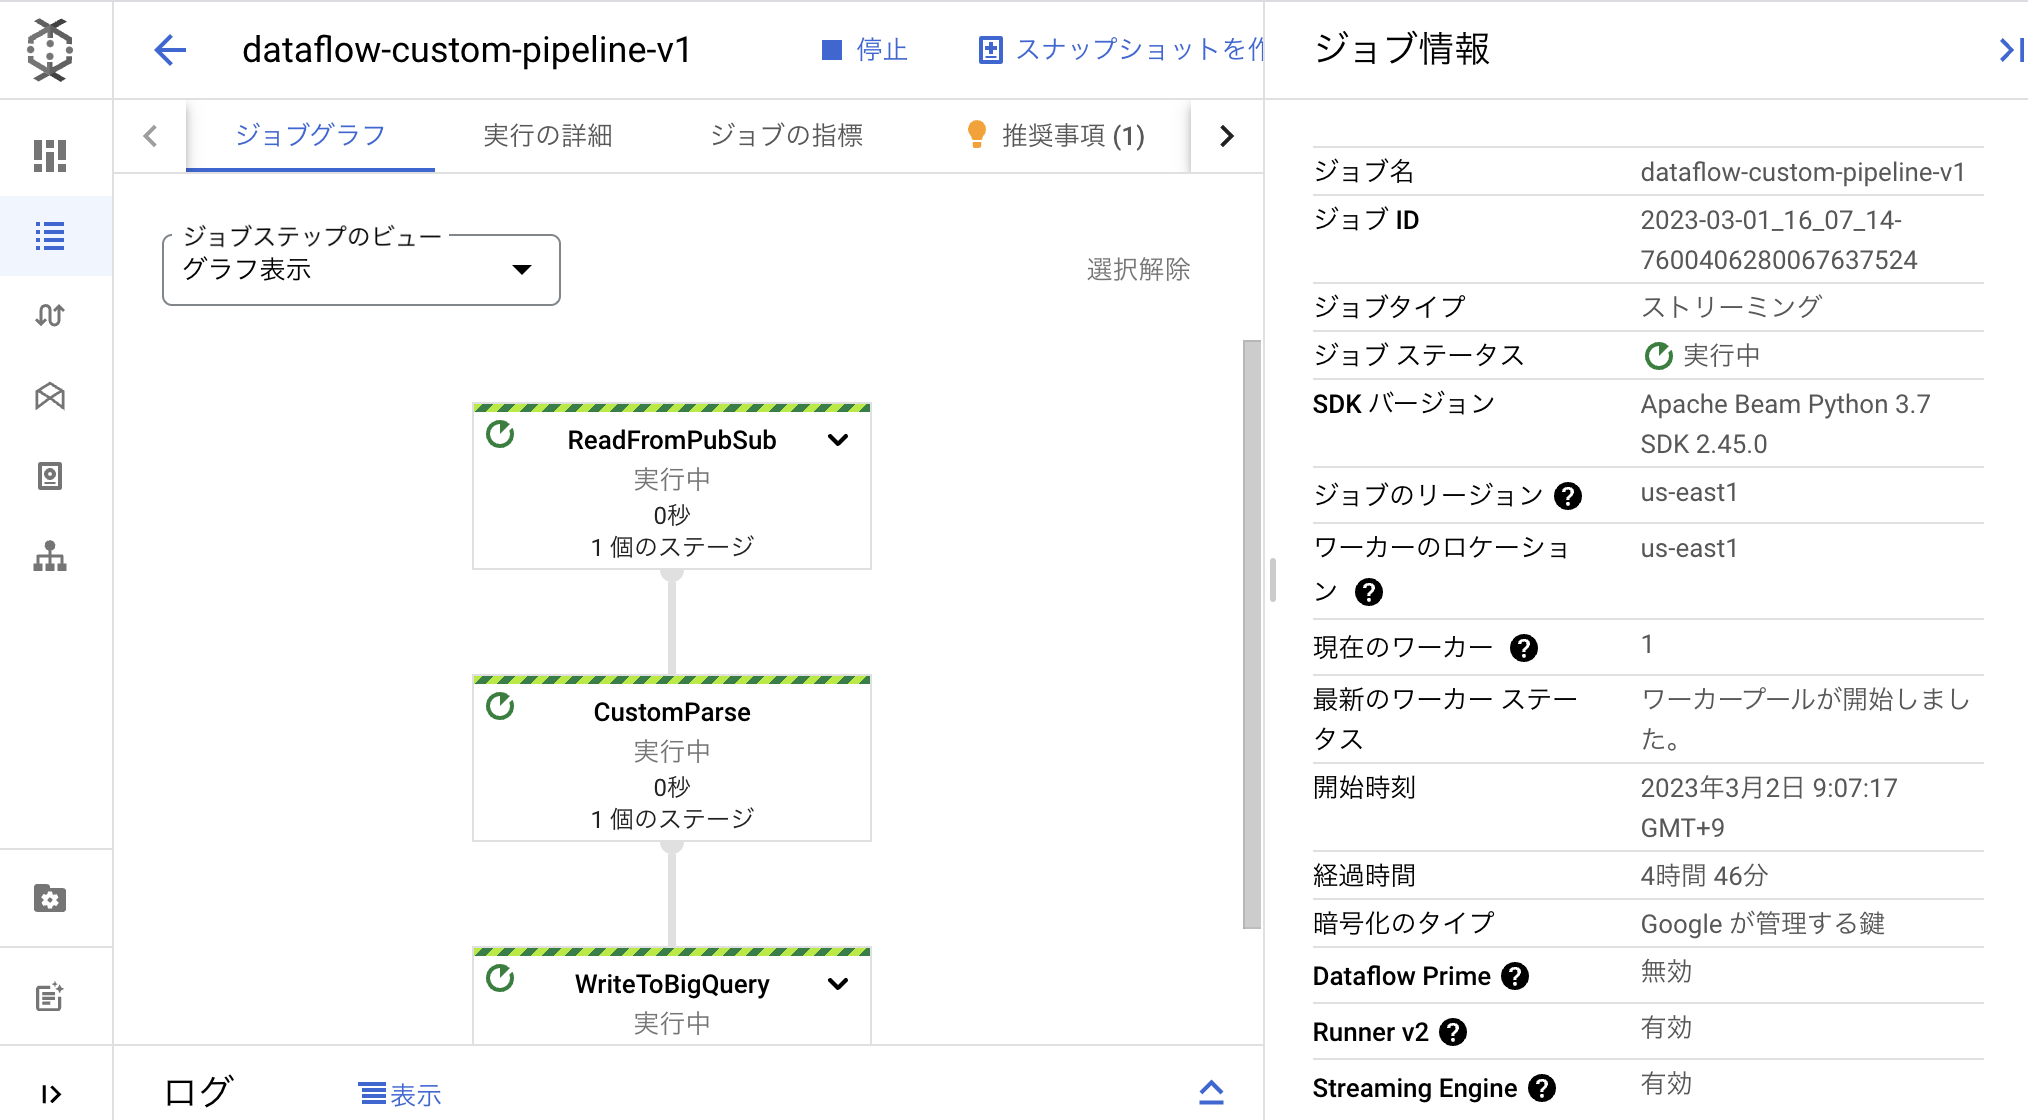 dataflow-custom-pipeline-v1
停止
スナップショットを作
ジョブグラフ
実行の詳細
ジョブの指標
推奨事項 (1)
ジョブステップのビュー
グラフ表示
選択解除
ReadFromPubSub
実行中
0秒
1 個のステージ
CustomParse
実行中
0秒
1 個のステージ
WriteToBigQuery
実行中
ログ
表示
ジョブ情報
ジョブ名
dataflow-custom-pipeline-v1
ジョブ ID
2023-03-01_16_07_14-
7600406280067637524
ジョブタイプ
ストリーミング
ジョブ ステータス
実行中
SDK バージョン
Apache Beam Python 3.7
SDK 2.45.0
ジョブのリージョン
us-east1
ワーカーのロケーショ
ン
us-east1
現在のワーカー
1
最新のワーカー ステー
タス
ワーカープールが開始しまし
た。
開始時刻
2023年3月2日 9:07:17
GMT+9
経過時間
4時間 46分
暗号化のタイプ
Google が管理する鍵
Dataflow Prime
無効
Runner v2
有効
Streaming Engine
有効